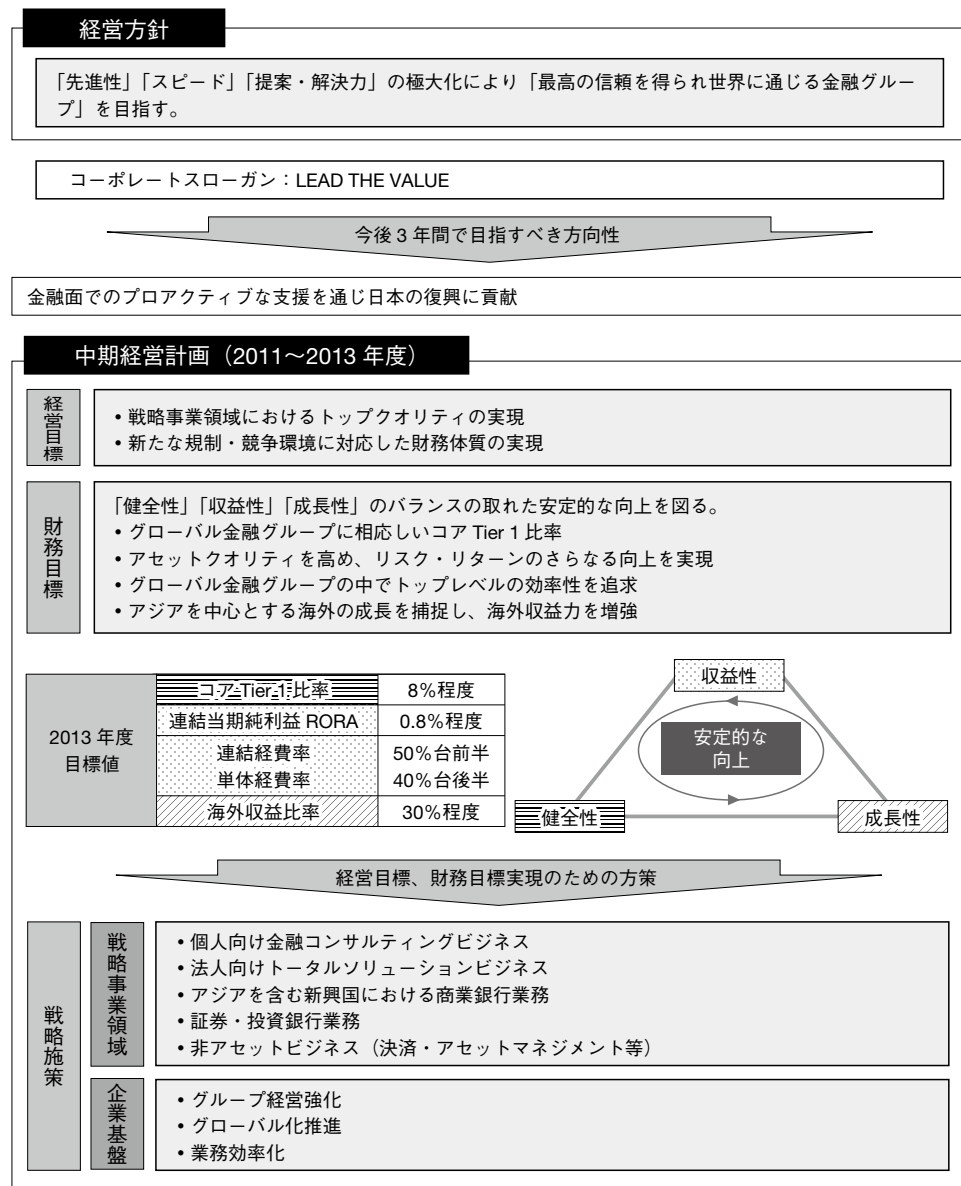 経営方針
「先進性」「スピード」「提案・解決力」の極大化により「最高の信頼を得られ世界に通じる金融グルー
プ」を目指す。
コーポレートスローガン：LEAD THE VALUE
今後 3 年間で目指すべき方向性
金融面でのプロアクティブな支援を通じ日本の復興に貢献
中期経営計画（2011～2013 年度）
経営目標
• 戦略事業領域におけるトップクオリティの実現
• 新たな規制・競争環境に対応した財務体質の実現
財務目標
「健全性」「収益性」「成長性」のバランスの取れた安定的な向上を図る。
• グローバル金融グループに相応しいコア Tier 1 比率
• アセットクオリティを高め、リスク・リターンのさらなる向上を実現
• グローバル金融グループの中でトップレベルの効率性を追求
• アジアを中心とする海外の成長を捕捉し、海外収益力を増強
2013 年度
目標値
コア Tier 1 比率 8%程度
連結当期純利益 RORA 0.8%程度
連結経費率 50%台前半
単体経費率 40%台後半
海外収益比率 30%程度
収益性
安定的な
向上
健全性
成長性
経営目標、財務目標実現のための方策
戦略施策
戦略事業領域
• 個人向け金融コンサルティングビジネス
• 法人向けトータルソリューションビジネス
• アジアを含む新興国における商業銀行業務
• 証券・投資銀行業務
• 非アセットビジネス（決済・アセットマネジメント等）
企業基盤
• グループ経営強化
• グローバル化推進
• 業務効率化